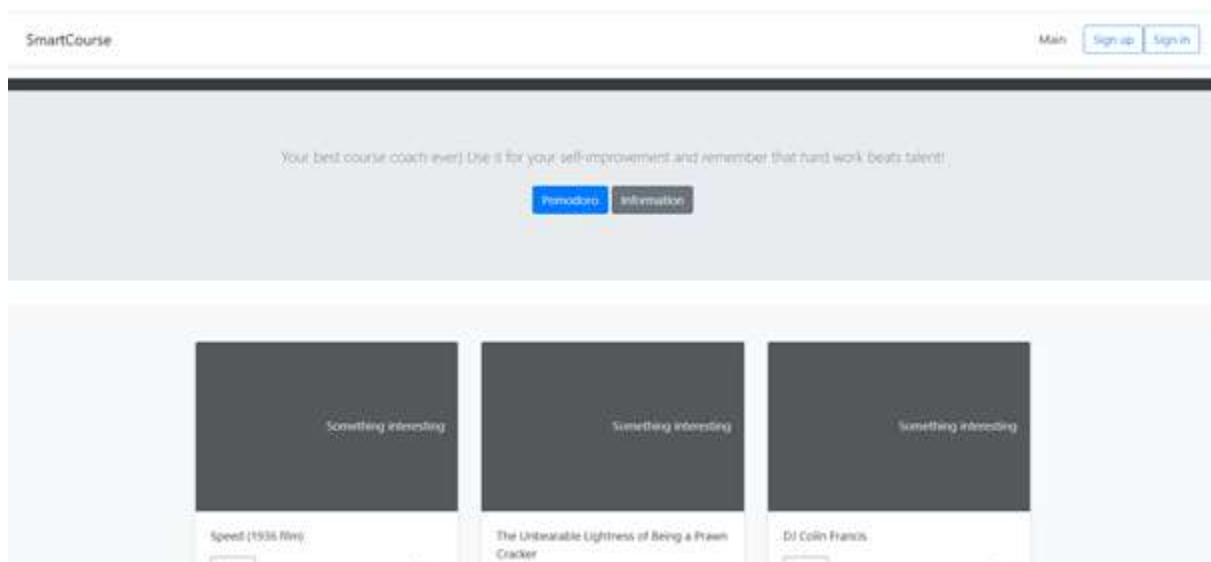 SmartCourse
Main Sign up Sign in
Your best course coach ever) Use it for your self-improvement and remember that hard work beats talent!
Pomodoro Information
Something interesting Something interesting Something interesting
Speed (1936 film) The Unbearable Lightness of Being a Prawn DJ Colin Francis
Cracker